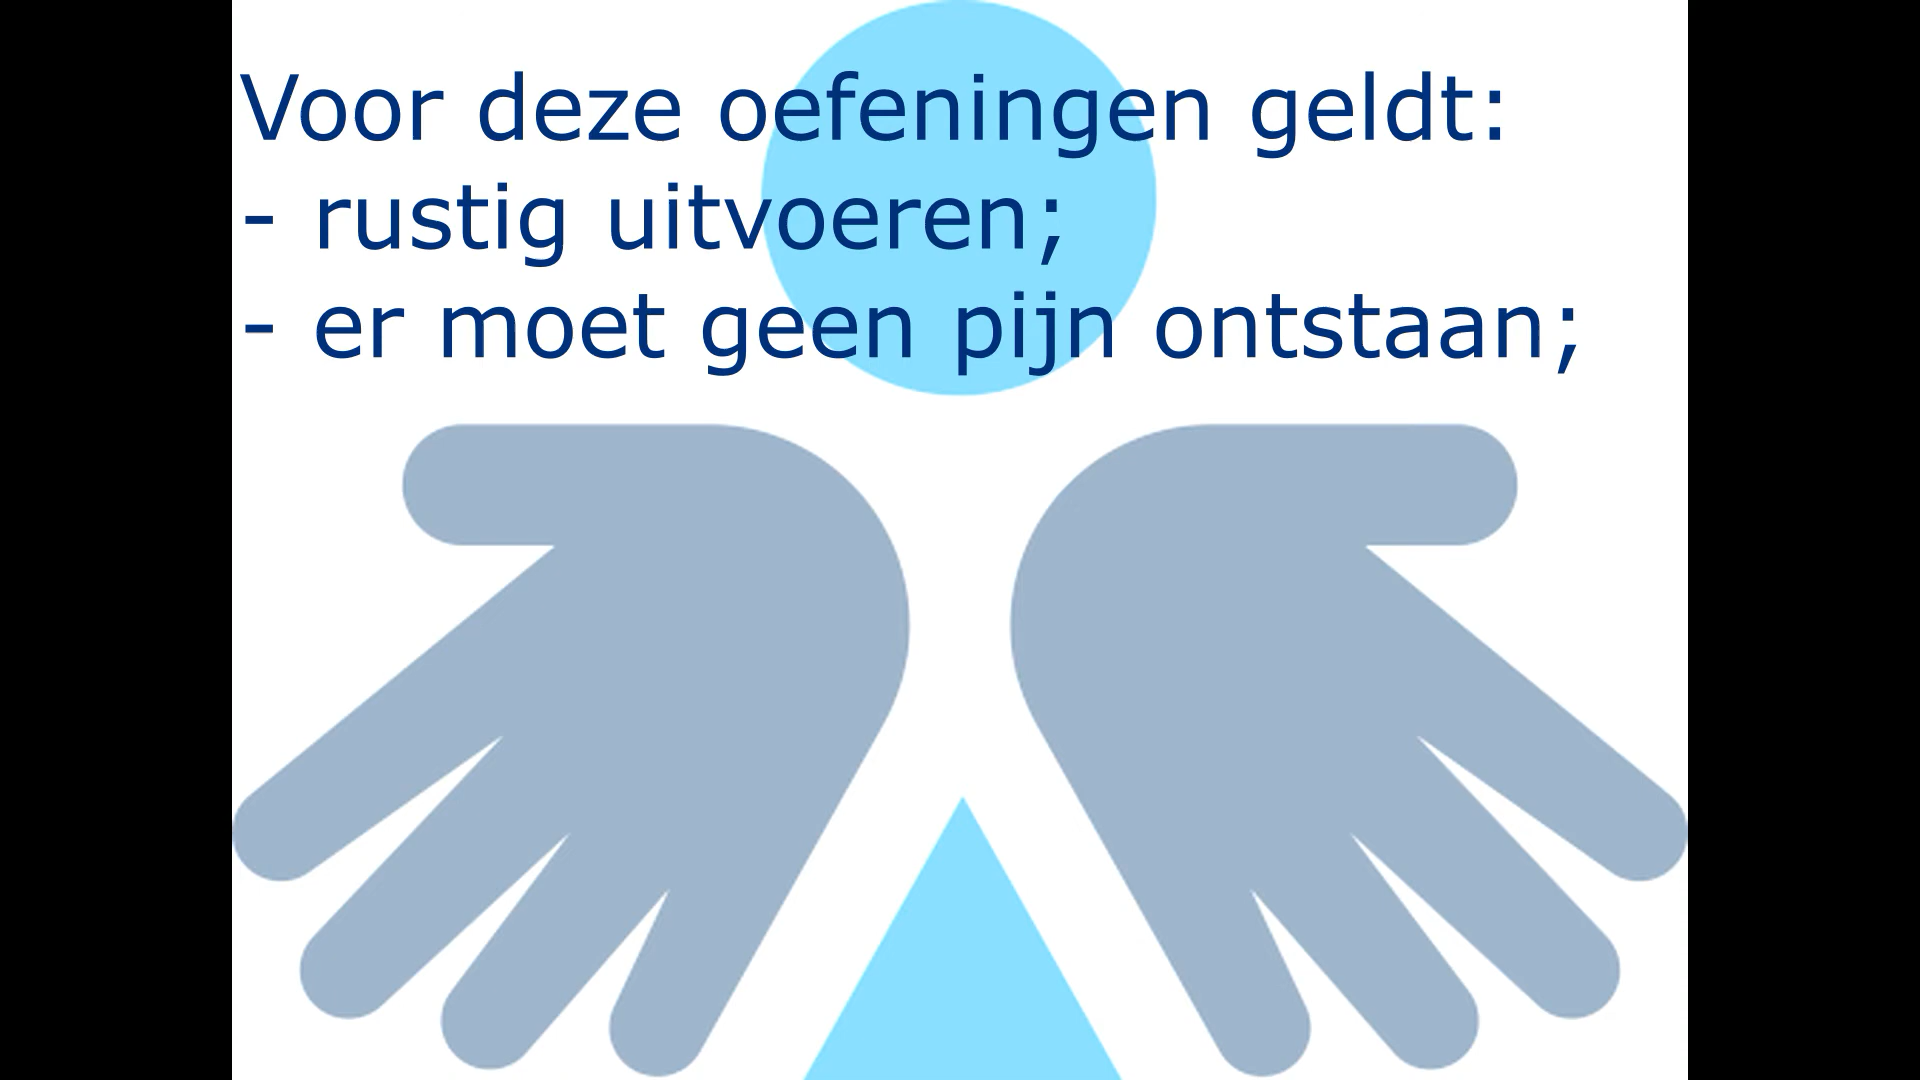 Voor deze oefeningen geldt:
- rustig uitvoeren;
- er moet geen pijn ontstaan;